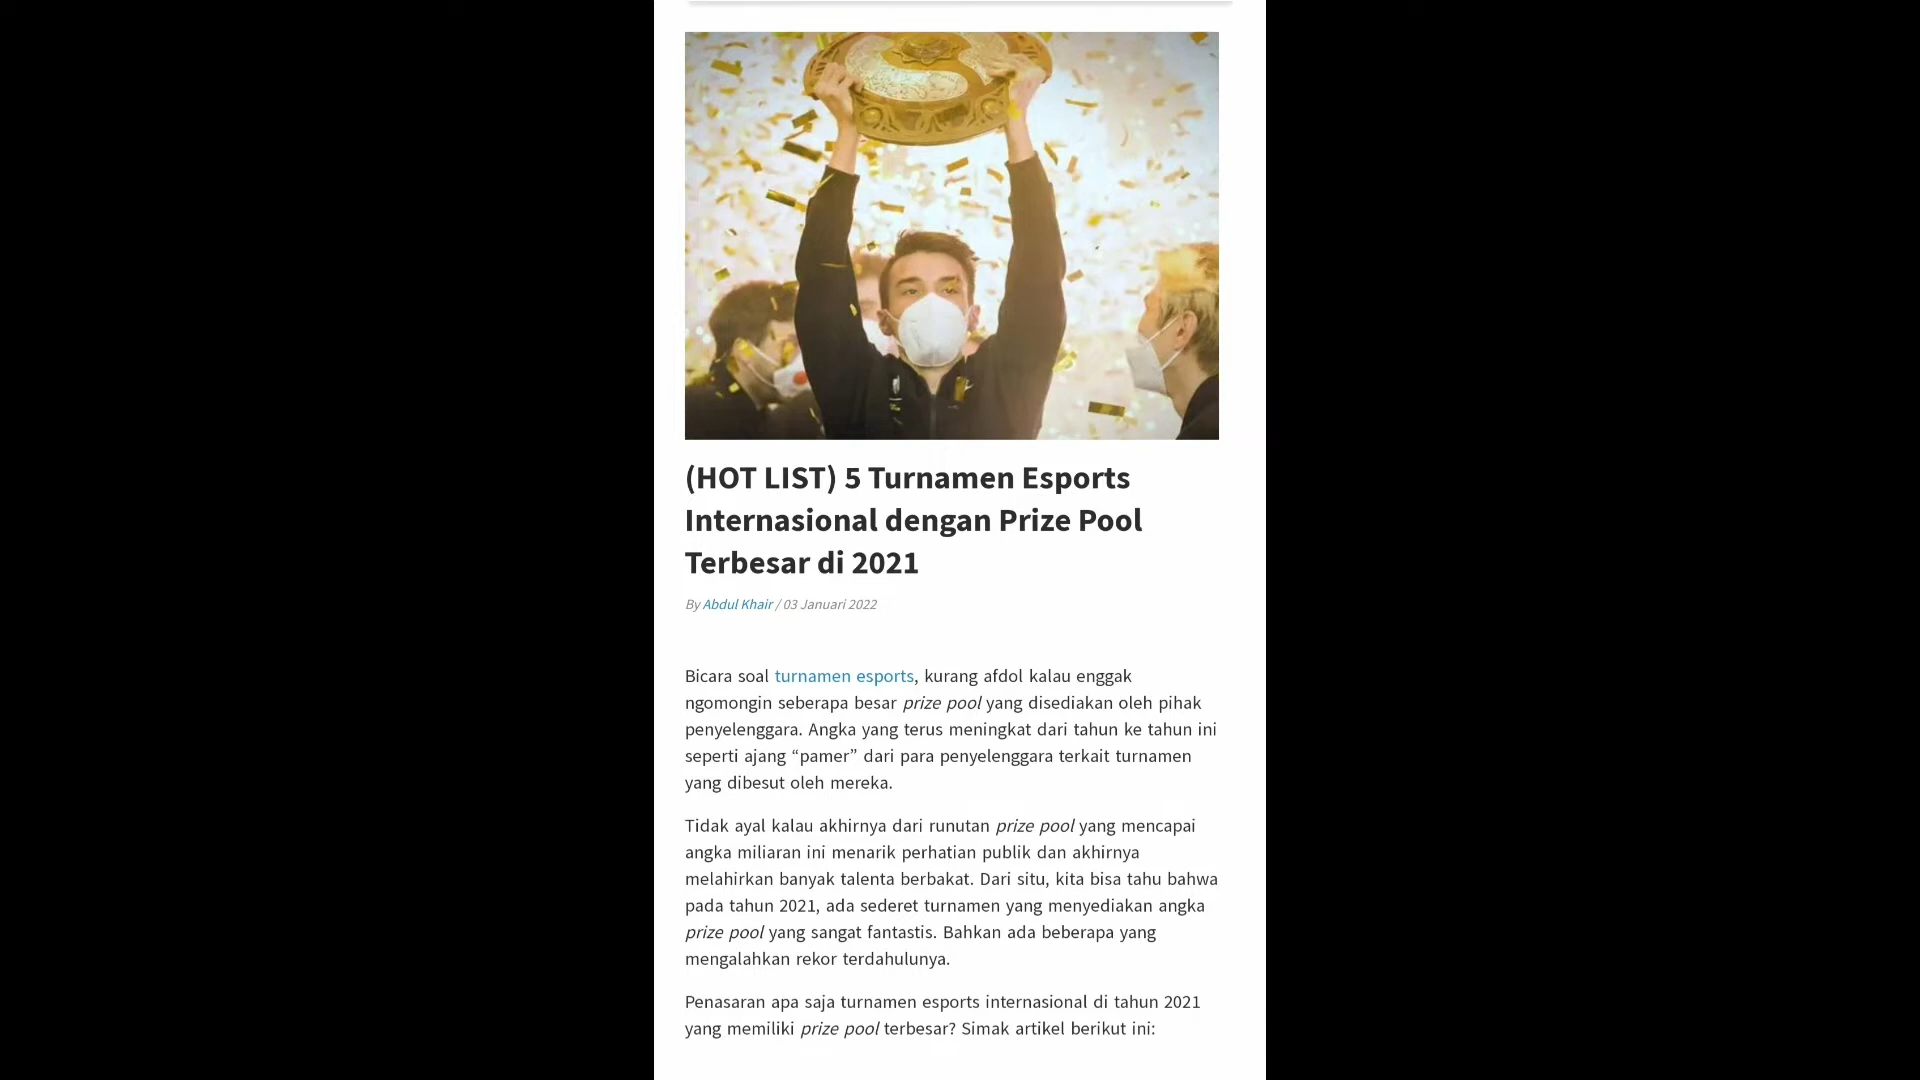 (HOT LIST) 5 Turnamen Esports
Internasional dengan Prize Pool
Terbesar di 2021
By Abdul Khair / 03 Januari 2022
Bicara soal turnamen esports, kurang afdol kalau enggak
ngomongin seberapa besar prize pool yang disediakan oleh pihak
penyelenggara. Angka yang terus meningkat dari tahun ke tahun ini
seperti ajang “pamer” dari para penyelenggara terkait turnamen
yang dibesut oleh mereka.
Tidak ayal kalau akhirnya dari runutan prize pool yang mencapai
angka miliaran ini menarik perhatian publik dan akhirnya
melahirkan banyak talenta berbakat. Dari situ, kita bisa tahu bahwa
pada tahun 2021, ada sederet turnamen yang menyediakan angka
prize pool yang sangat fantastis. Bahkan ada beberapa yang
mengalahkan rekor terdahulunya.
Penasaran apa saja turnamen esports internasional di tahun 2021
yang memiliki prize pool terbesar? Simak artikel berikut ini: